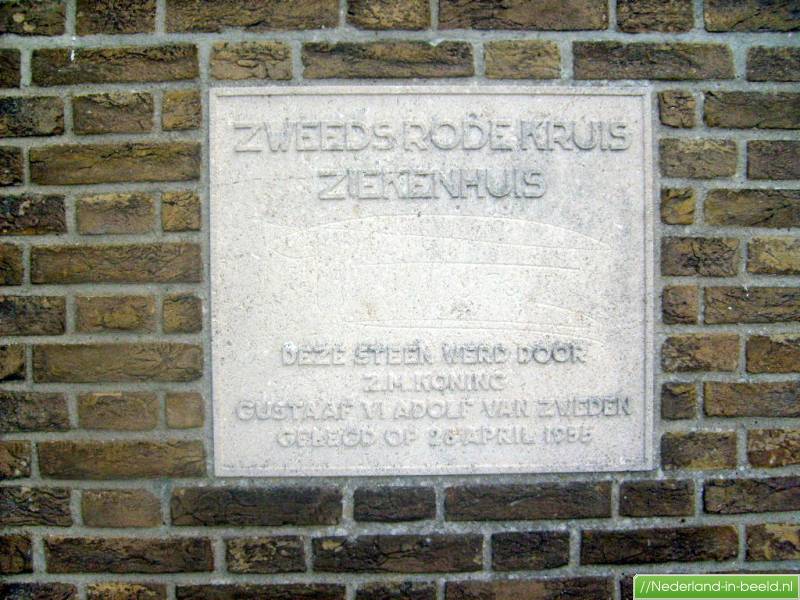 ZWEEDS RODE KRUIS
ZIEKENHUIS
DEZE STEEN WERD DOOR
Z.M. KONING
GUSTAAF VI ADOLF VAN ZWEDEN
GELEGD OP 26 APRIL 1955
//Nederland-in-beeld.nl